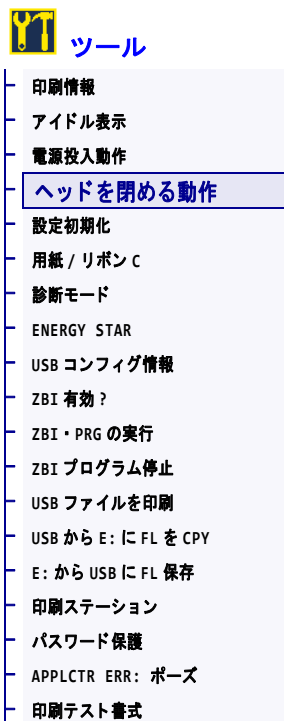 ツール
印刷情報
アイドル表示
電源投入動作
ヘッドを閉める動作
設定初期化
用紙 / リボン C
診断モード
ENERGY STAR
USB コンフィグ情報
ZBI 有効 ?
ZBI・PRG の実行
ZBI プログラム停止
USB ファイルを印刷
USB から E: に FL を CPY
E: から USB に FL 保存
印刷ステーション
パスワード保護
APPLCTR ERR: ポーズ
印刷テスト書式